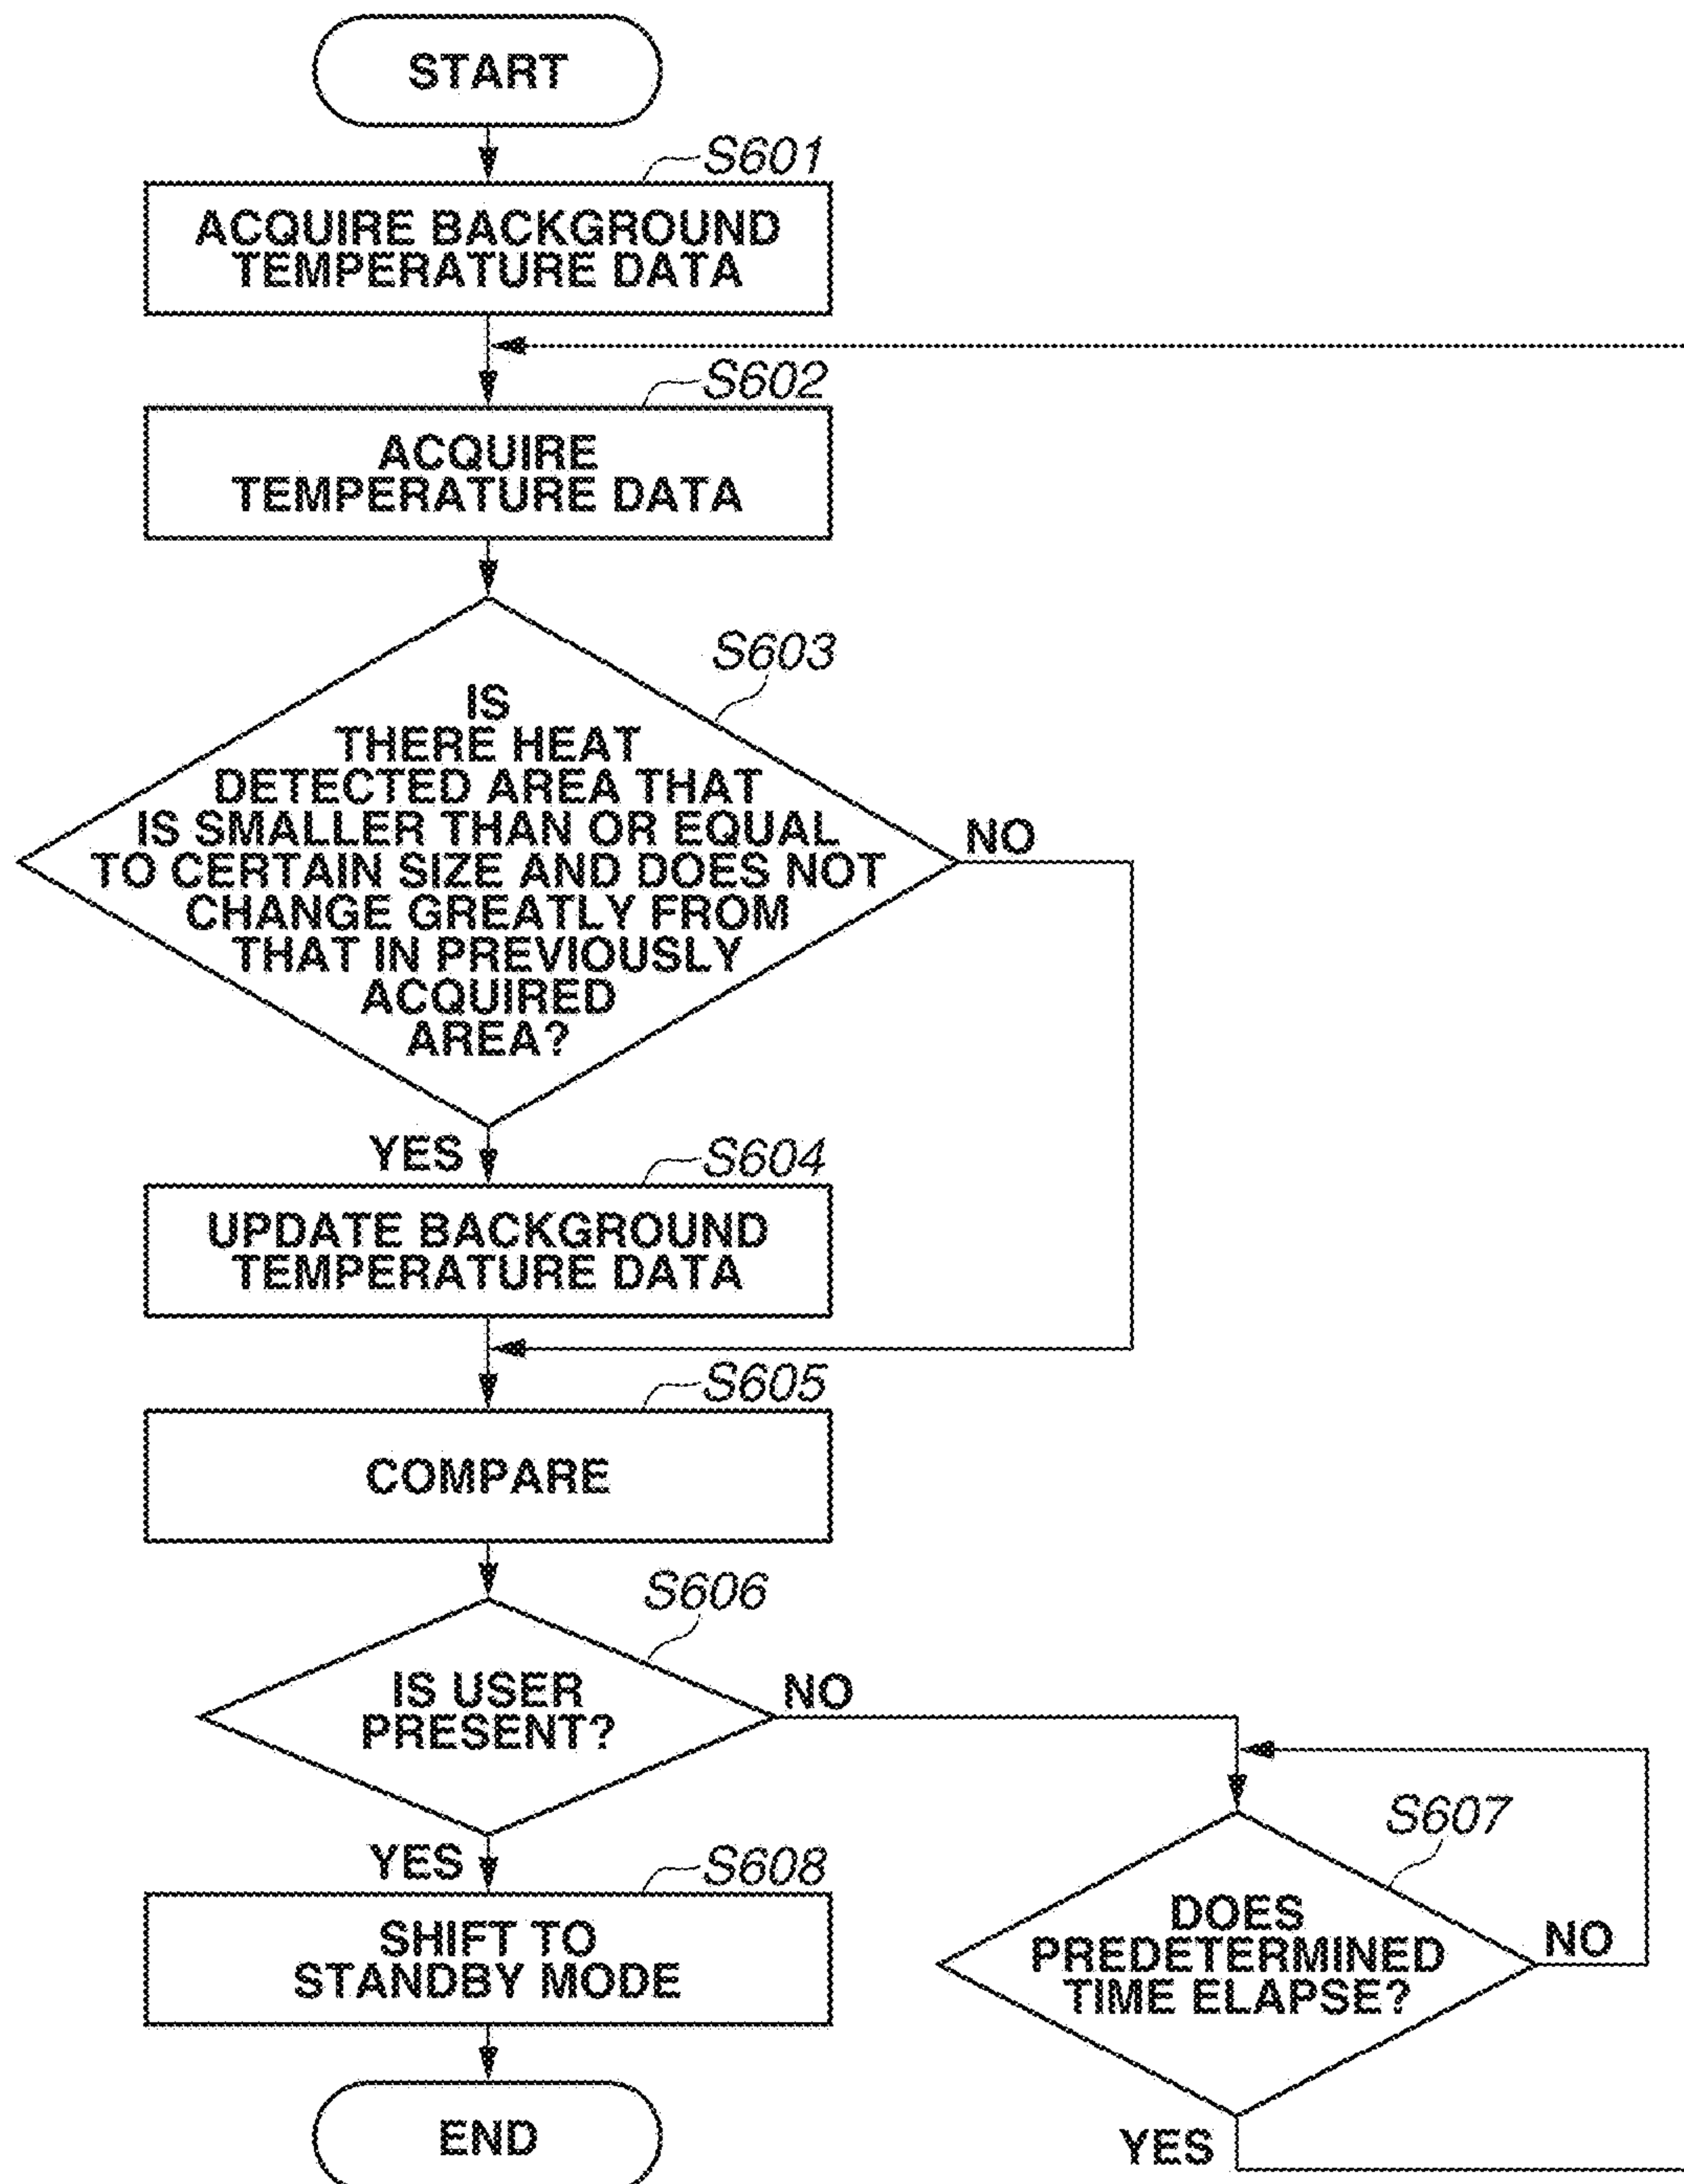 START
S601
ACQUIRE BACKGROUND
TEMPERATURE DATA
S602
ACQUIRE
TEMPERATURE DATA
S603
IS
THERE HEAT
DETECTED AREA THAT
IS SMALLER THAN OR EQUAL
TO CERTAIN SIZE AND DOES NOT
CHANGE GREATLY FROM
THAT IN PREVIOUSLY
ACQUIRED
AREA?
NO
YES
S604
UPDATE BACKGROUND
TEMPERATURE DATA
S605
COMPARE
S606
IS USER
PRESENT?
NO
YES
S607
DOES
PREDETERMINED
TIME ELAPSE?
NO
YES
S608
SHIFT TO
STANDBY MODE
END